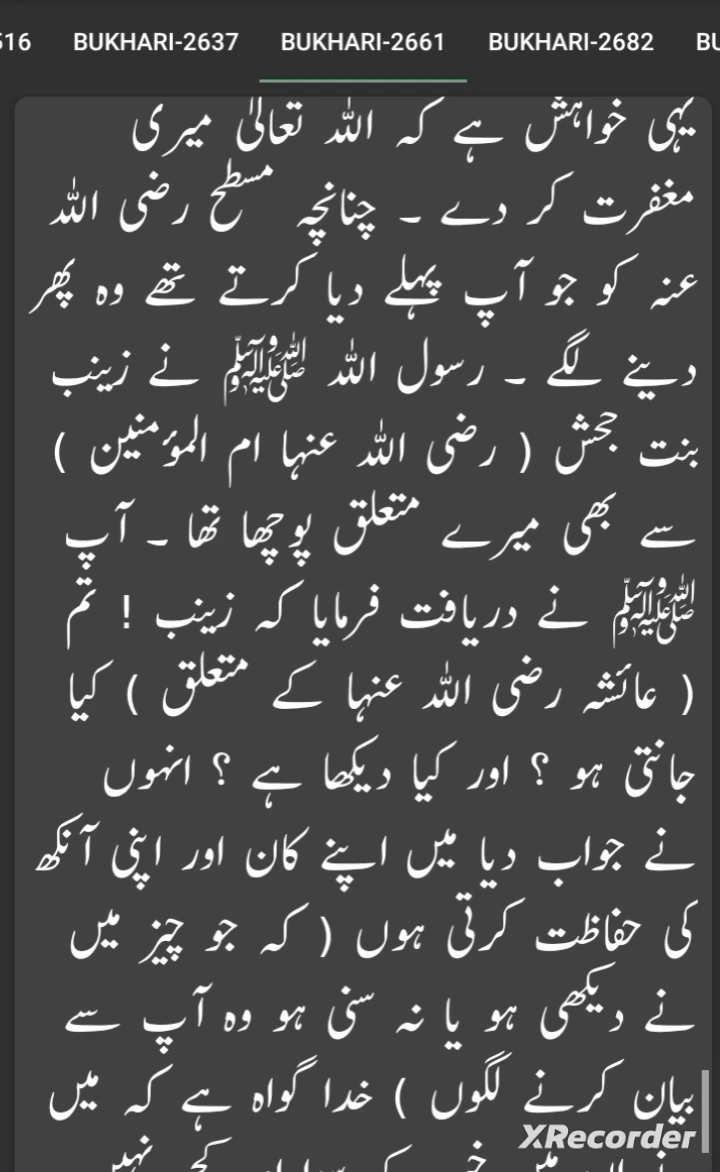 516 BUKHARI-2637 BUKHARI-2661 BUKHARI-2682 BU
یہی خواہش ہے کہ اللہ تعالیٰ میری
مغفرت کر دے ۔ چنانچہ مسطح رضی اللہ
عنہ کو جو آپ پہلے دیا کرتے تھے وہ پھر
دینے لگے ۔ رسول اللہ ﷺ نے زینب
بنت جحش ( رضی اللہ عنہا ام المؤمنین )
سے بھی میرے متعلق پوچھا تھا ۔ آپ
ﷺ نے دریافت فرمایا کہ زینب ! تم
( عائشہ رضی اللہ عنہا کے متعلق ) کیا
جانتی ہو ؟ اور کیا دیکھا ہے ؟ انہوں
نے جواب دیا میں اپنے کان اور اپنی آنکھ
کی حفاظت کرتی ہوں ( کہ جو چیز میں
نے دیکھی ہو یا نہ سنی ہو وہ آپ سے
بیان کرنے لگوں ) خدا گواہ ہے کہ میں
XRecorder